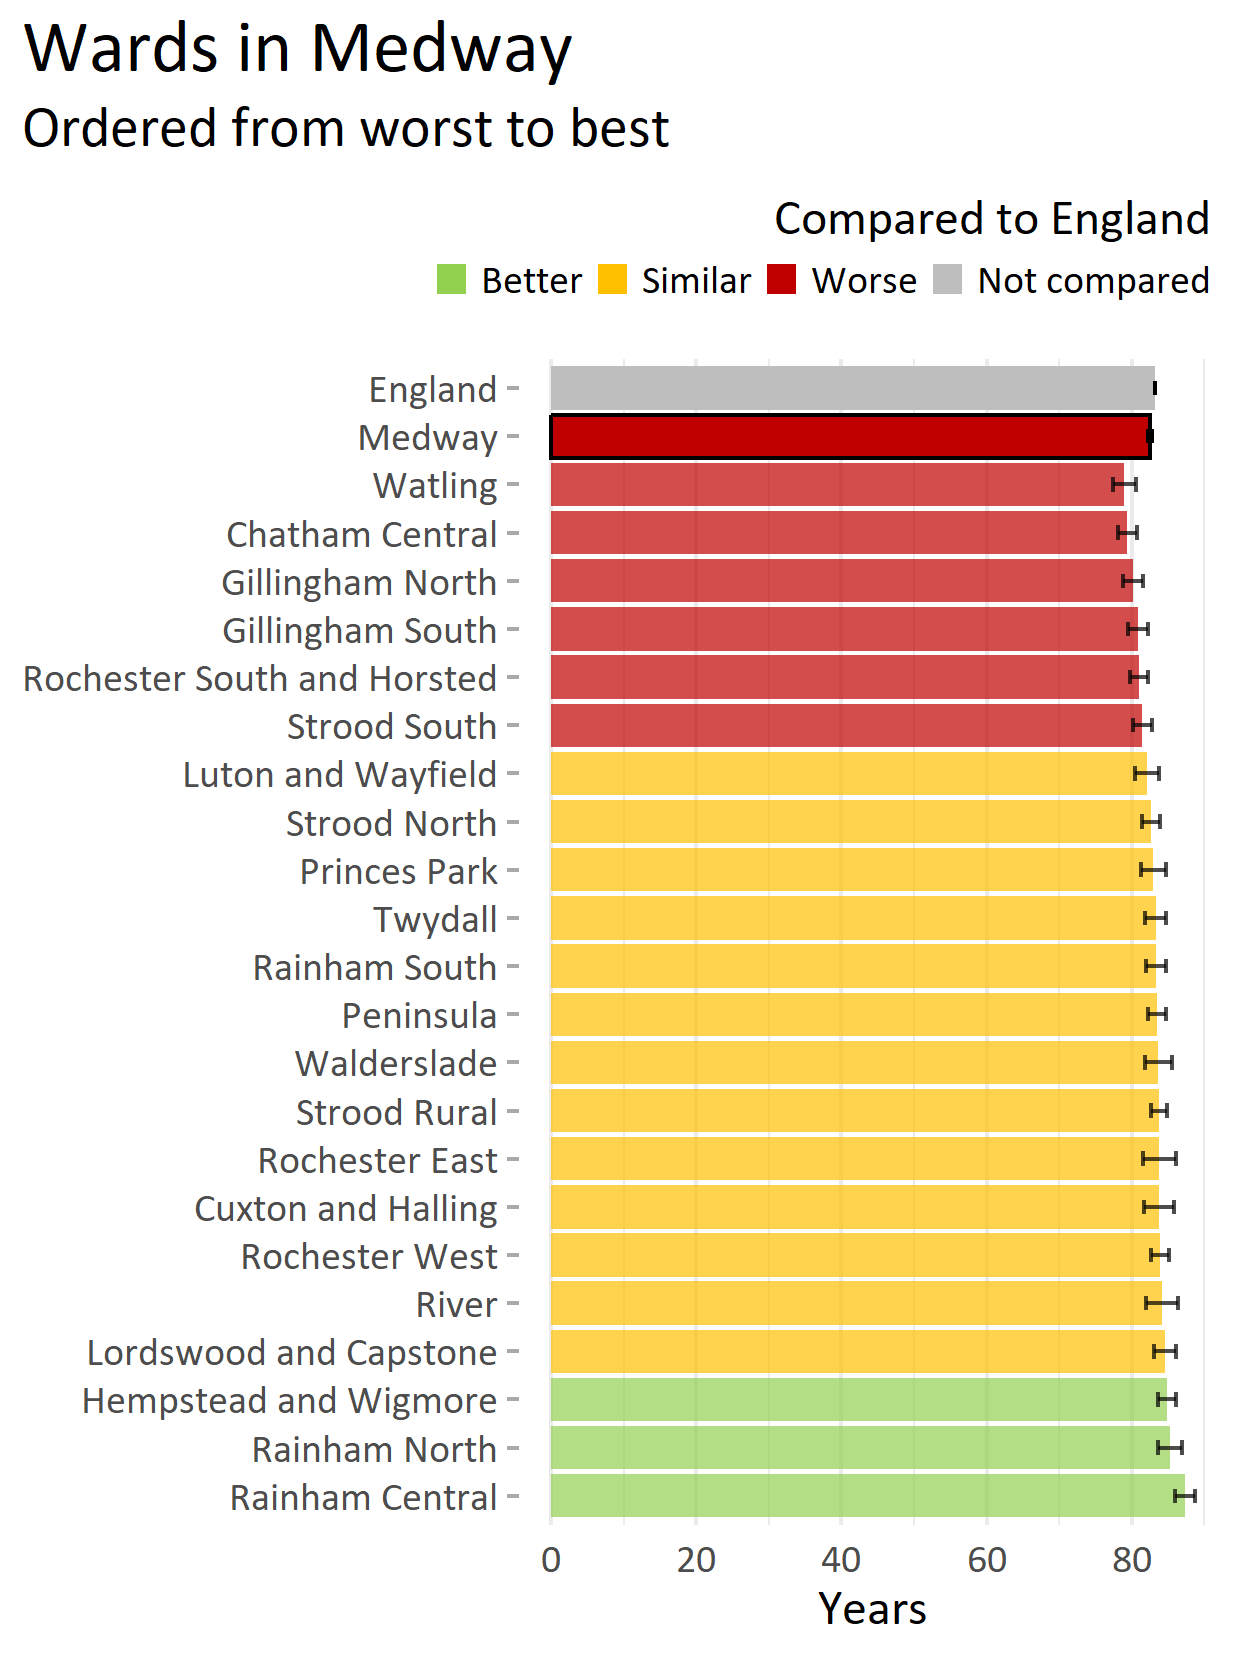 Wards in Medway
Ordered from worst to best
Compared to England
Better Similar Worse Not compared
England
Medway
Watling
Chatham Central
Gillingham North
Gillingham South
Rochester South and Horsted
Strood South
Luton and Wayfield
Strood North
Princes Park
Twydall
Rainham South
Peninsula
Walderslade
Strood Rural
Rochester East
Cuxton and Halling
Rochester West
River
Lordswood and Capstone
Hempstead and Wigmore
Rainham North
Rainham Central
0 20 40 60 80
Years